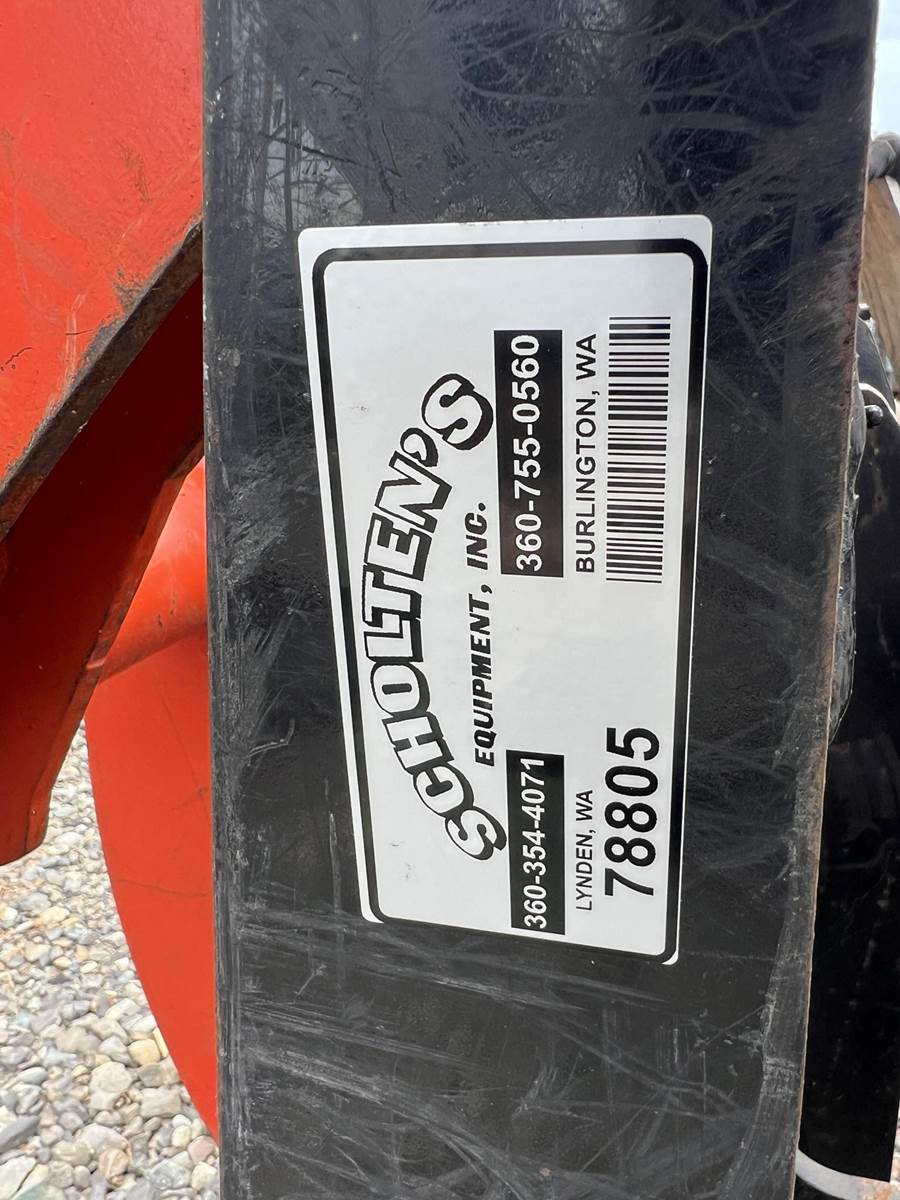 SCHOLTEN'S
EQUIPMENT, INC.
360-354-4071
LYNDEN, WA
78805
360-755-0560
BURLINGTON, WA